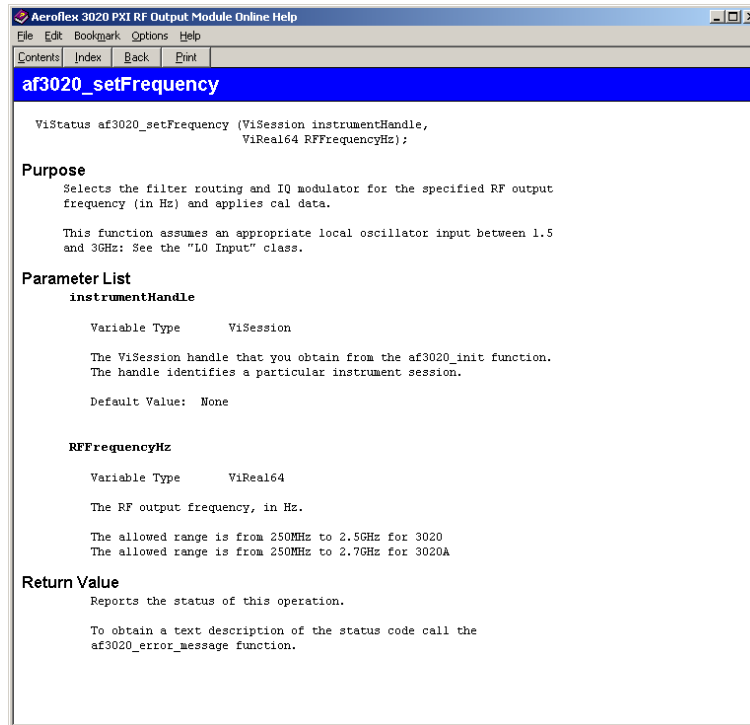 Aeroflex 3020 PXI RF Output Module Online Help
File Edit Bookmark Options Help
Contents Index Back Print
af3020_setFrequency
ViStatus af3020_setFrequency (ViSession instrumentHandle,
ViReal64 RFFrequencyHz);
Purpose
Selects the filter routing and IQ modulator for the specified RF output
frequency (in Hz) and applies cal data.
This function assumes an appropriate local oscillator input between 1.5
and 3GHz: See the "LO Input" class.
Parameter List
instrumentHandle
Variable Type ViSession
The ViSession handle that you obtain from the af3020_init function.
The handle identifies a particular instrument session.
Default Value: None
RFFrequencyHz
Variable Type ViReal64
The RF output frequency, in Hz.
The allowed range is from 250MHz to 2.5GHz for 3020
The allowed range is from 250MHz to 2.7GHz for 3020A
Return Value
Reports the status of this operation.
To obtain a text description of the status code call the
af3020_error_message function.